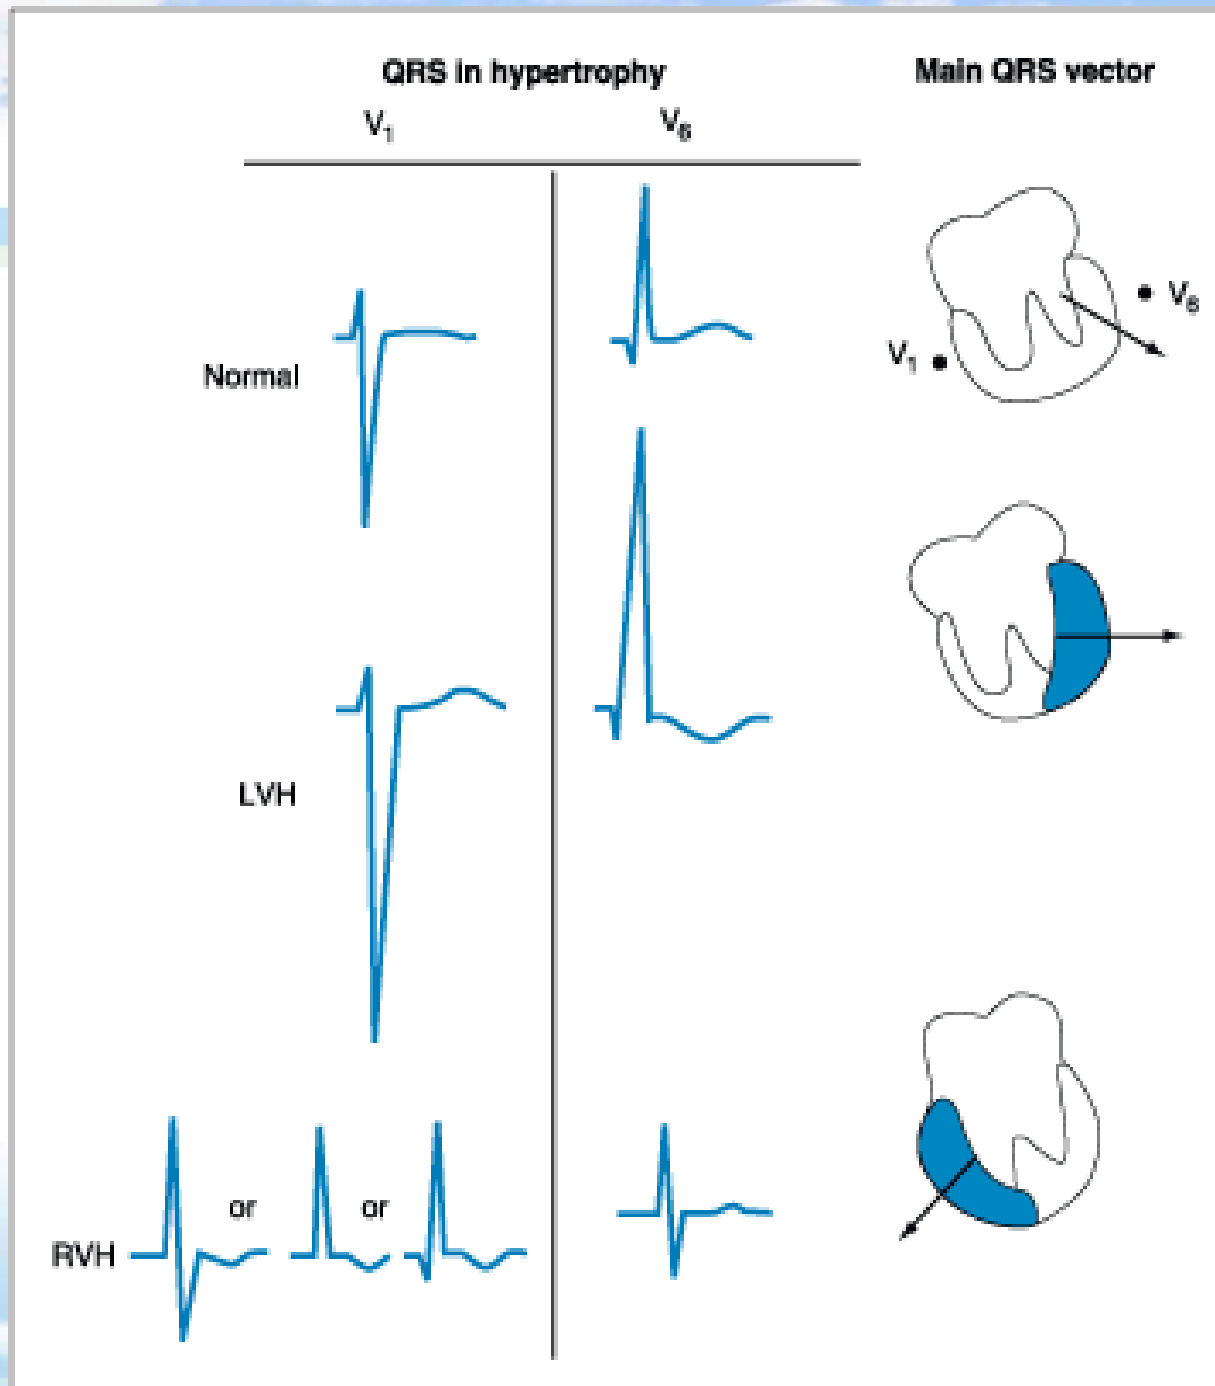 QRS in hypertrophy Main QRS vector
V₁ V₆
V₆
V₁
Normal
LVH
or or
RVH